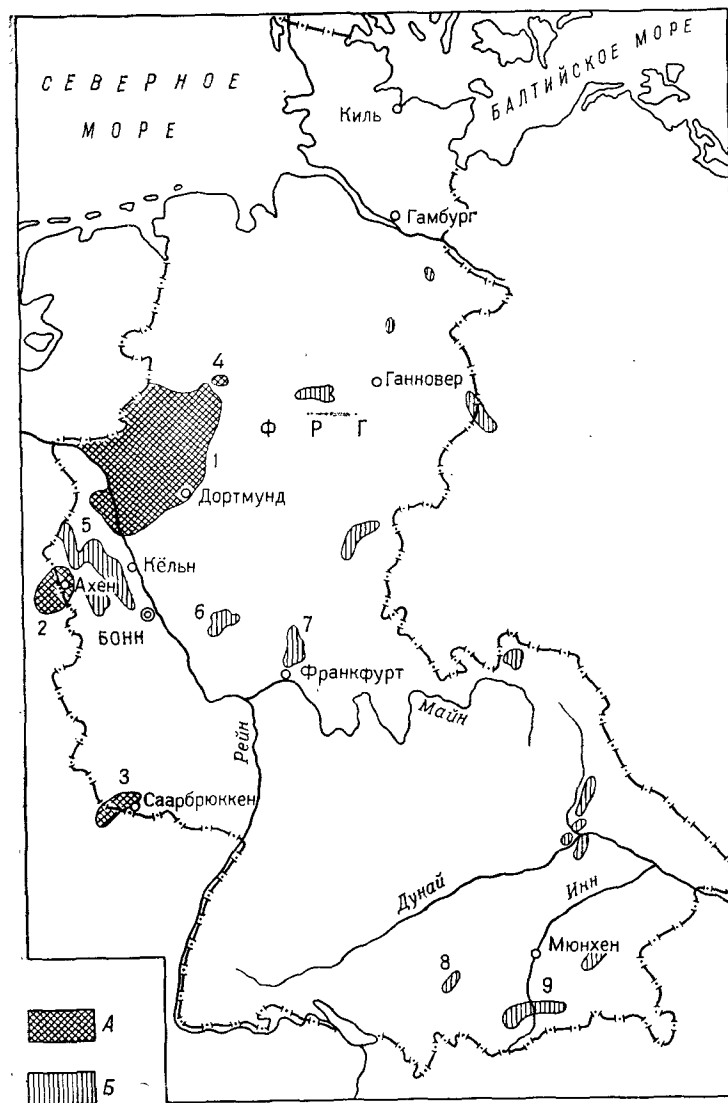 СЕВЕРНОЕ
МОРЕ
БАЛТИЙСКОЕ МОРЕ
Киль
Гамбург
4
Ганновер
Ф Р Г
1
Дортмунд
5
Кёльн
Ахен
2
БОНН
6
7
Франкфурт
Майн
Рейн
3
Саарбрюккен
Дунай
Инн
Мюнхен
8
9
А
Б